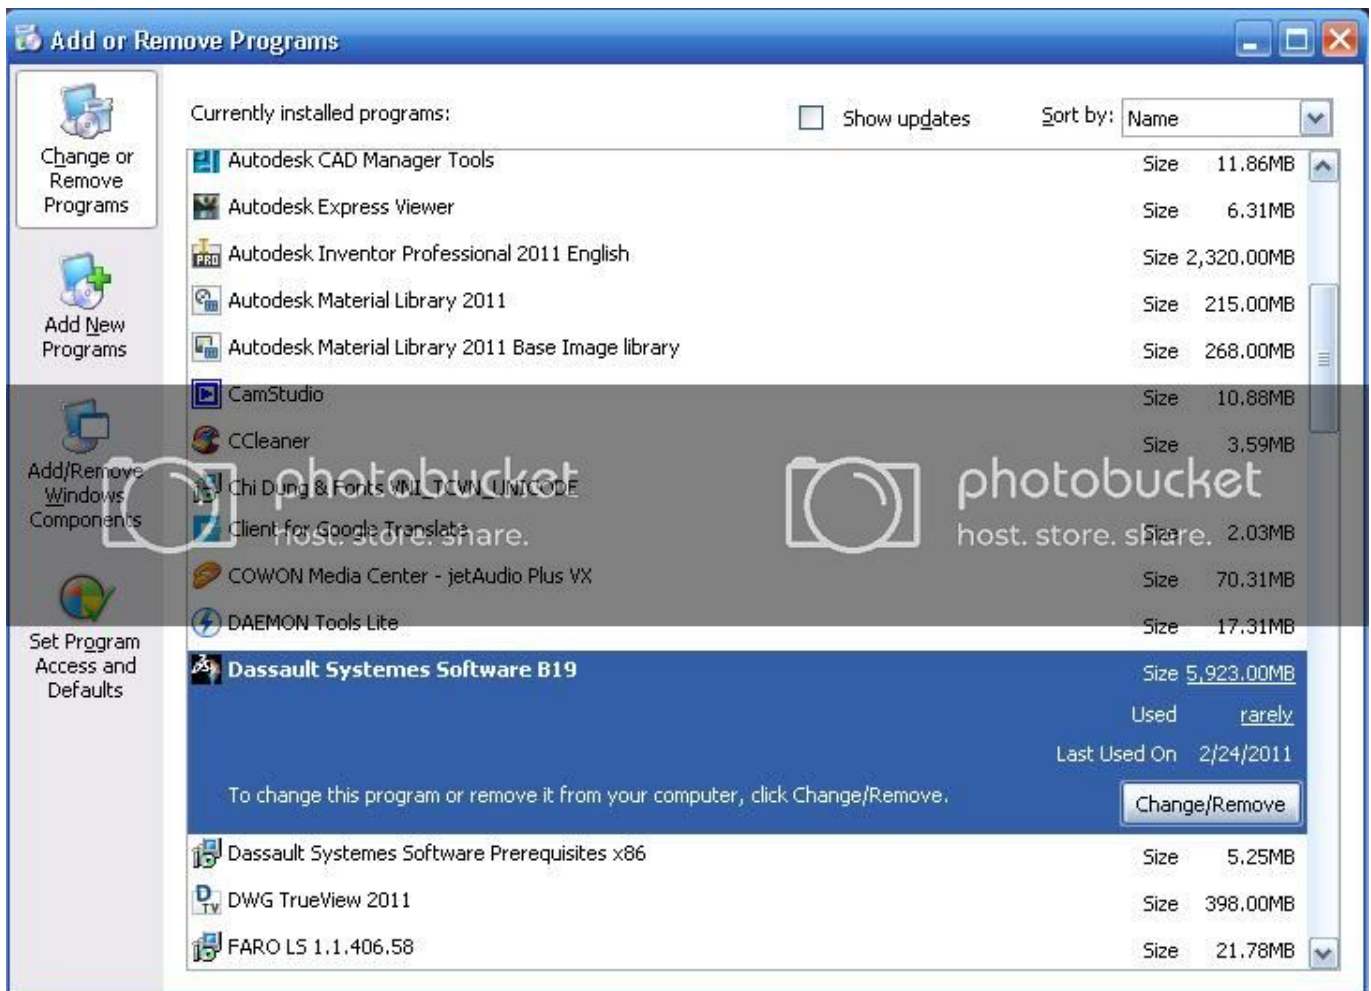 Add or Remove Programs
Change or
Remove
Programs
Add New
Programs
Add/Remove
Windows
Components
Set Program
Access and
Defaults
Currently installed programs:
Show updates
Sort by: Name
Autodesk CAD Manager Tools Size 11.86MB
Autodesk Express Viewer Size 6.31MB
Autodesk Inventor Professional 2011 English Size 2,320.00MB
Autodesk Material Library 2011 Size 215.00MB
Autodesk Material Library 2011 Base Image library Size 268.00MB
CamStudio Size 10.88MB
CCleaner Size 3.59MB
Chi Dung & Fonts VNI_TCVN_UNICODE
Client for Google Translate Size 2.03MB
COWON Media Center - jetAudio Plus VX Size 70.31MB
DAEMON Tools Lite Size 17.31MB
Dassault Systemes Software B19 Size 5,923.00MB
Used rarely
Last Used On 2/24/2011
To change this program or remove it from your computer, click Change/Remove. Change/Remove
Dassault Systemes Software Prerequisites x86 Size 5.25MB
DWG TrueView 2011 Size 398.00MB
FARO LS 1.1.406.58 Size 21.78MB
photobucket
host. store. share.
photobucket
host. store. share.